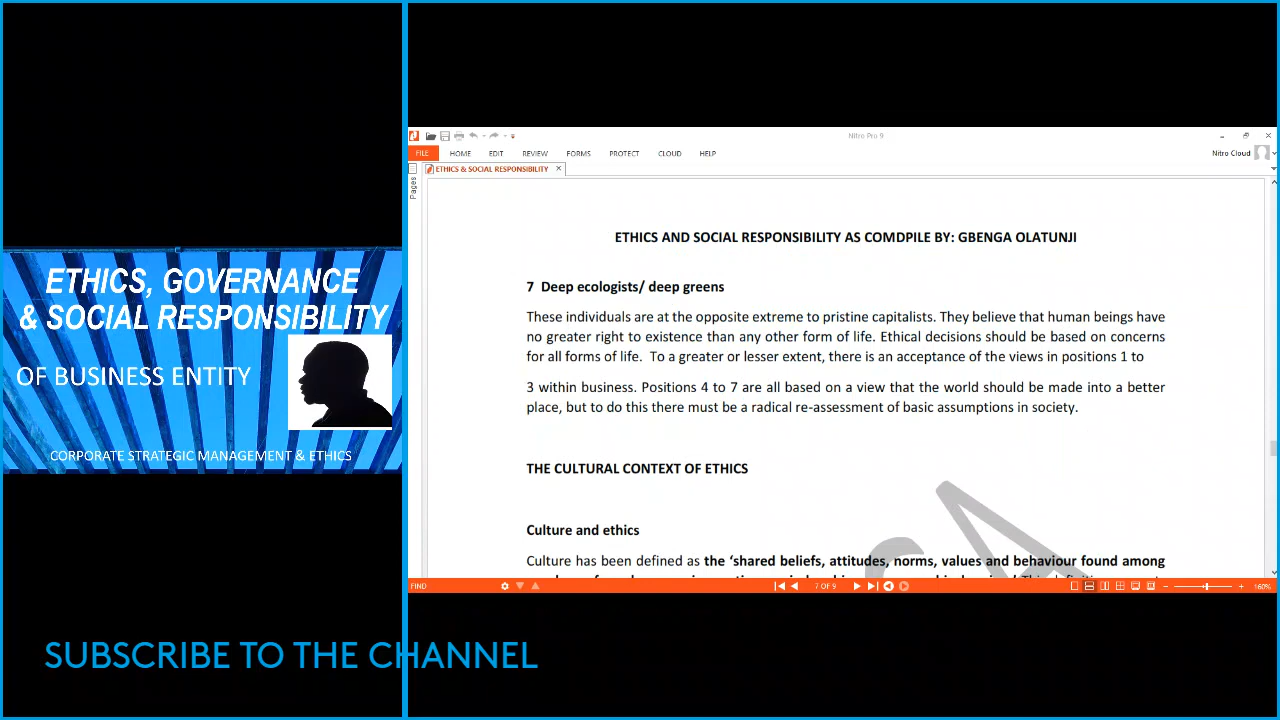 ETHICS, GOVERNANCE
& SOCIAL RESPONSIBILITY
OF BUSINESS ENTITY
CORPORATE STRATEGIC MANAGEMENT & ETHICS
SUBSCRIBE TO THE CHANNEL
Nitro Pro 9
FILE HOME EDIT REVIEW FORMS PROTECT CLOUD HELP
Nitro Cloud
ETHICS & SOCIAL RESPONSIBILITY
Pages
ETHICS AND SOCIAL RESPONSIBILITY AS COMDPILE BY: GBENGA OLATUNJI
7 Deep ecologists/ deep greens
These individuals are at the opposite extreme to pristine capitalists. They believe that human beings have
no greater right to existence than any other form of life. Ethical decisions should be based on concerns
for all forms of life. To a greater or lesser extent, there is an acceptance of the views in positions 1 to
3 within business. Positions 4 to 7 are all based on a view that the world should be made into a better
place, but to do this there must be a radical re-assessment of basic assumptions in society.
THE CULTURAL CONTEXT OF ETHICS
Culture and ethics
Culture has been defined as the ‘shared beliefs, attitudes, norms, values and behaviour found among
FIND
7 OF 9
160%